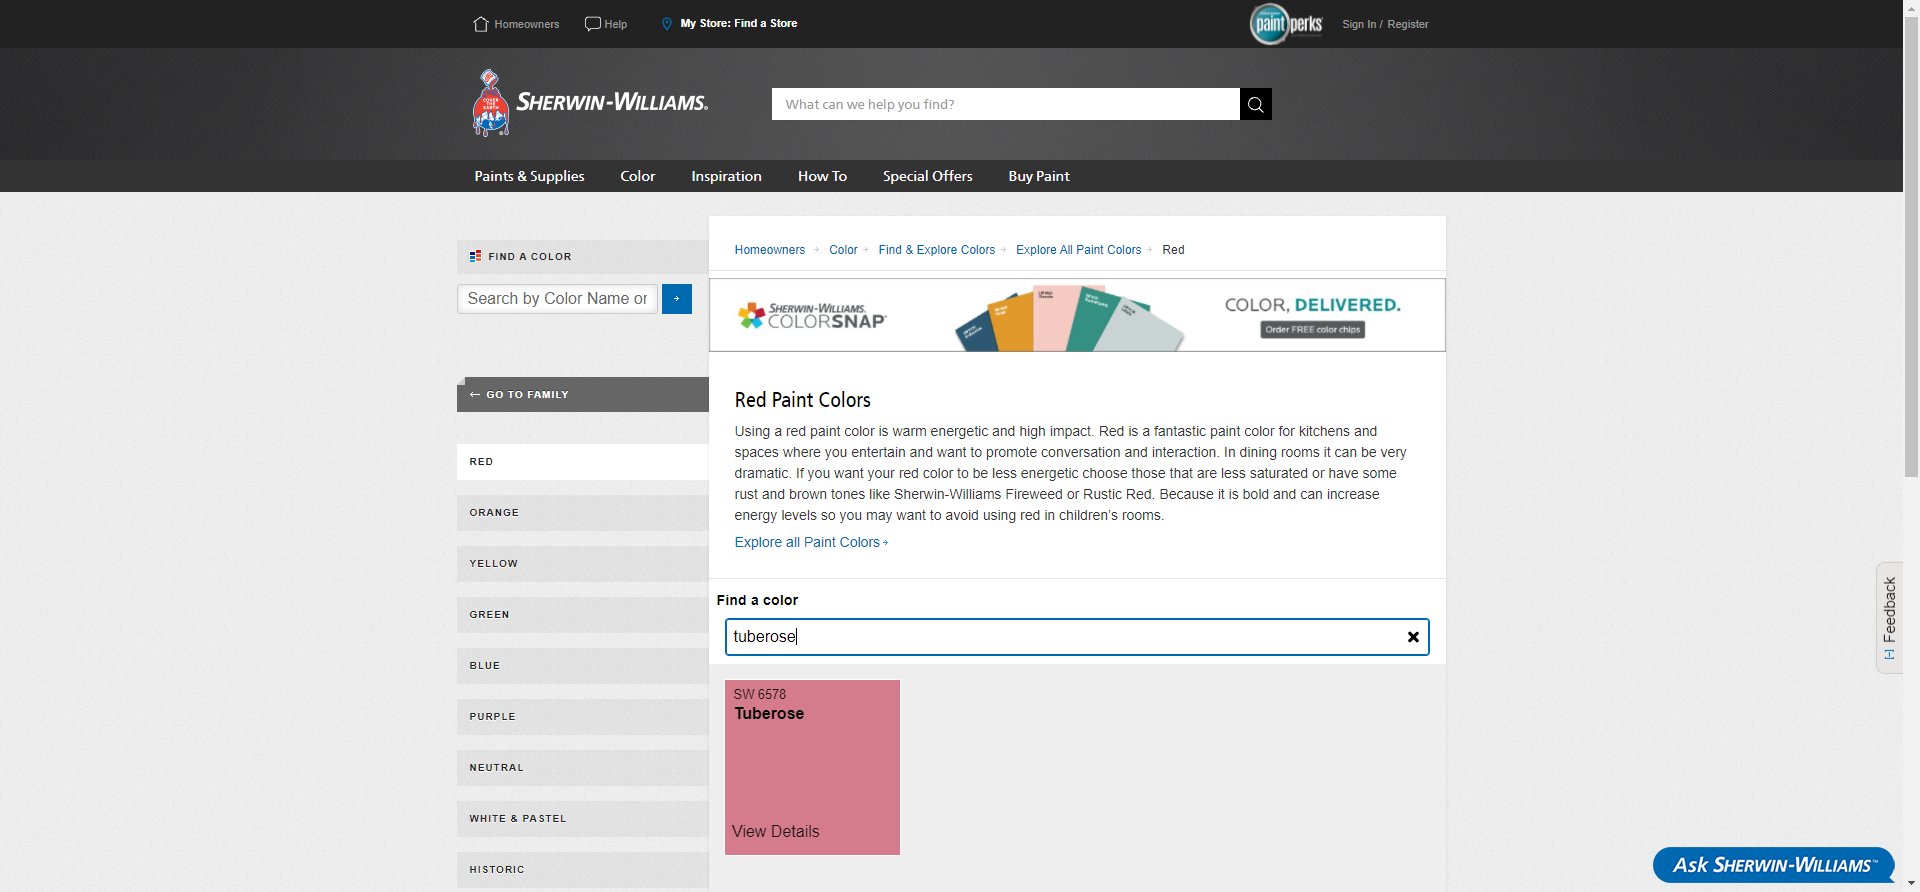 Homeowners
Help
My Store: Find a Store
paint perks
Sign In / Register
COVER THE EARTH
SHERWIN-WILLIAMS.
What can we help you find?
Paints & Supplies
Color
Inspiration
How To
Special Offers
Buy Paint
FIND A COLOR
Search by Color Name or
← GO TO FAMILY
RED
ORANGE
YELLOW
GREEN
BLUE
PURPLE
NEUTRAL
WHITE & PASTEL
HISTORIC
Homeowners
Color
Find & Explore Colors
Explore All Paint Colors
Red
SHERWIN-WILLIAMS.
COLORSNAP®
COLOR, DELIVERED.
Order FREE color chips
Red Paint Colors
Using a red paint color is warm energetic and high impact. Red is a fantastic paint color for kitchens and
spaces where you entertain and want to promote conversation and interaction. In dining rooms it can be very
dramatic. If you want your red color to be less energetic choose those that are less saturated or have some
rust and brown tones like Sherwin-Williams Fireweed or Rustic Red. Because it is bold and can increase
energy levels so you may want to avoid using red in children’s rooms.
Explore all Paint Colors
Find a color
tuberose
SW 6578
Tuberose
View Details
[-] Feedback
Ask SHERWIN-WILLIAMS™